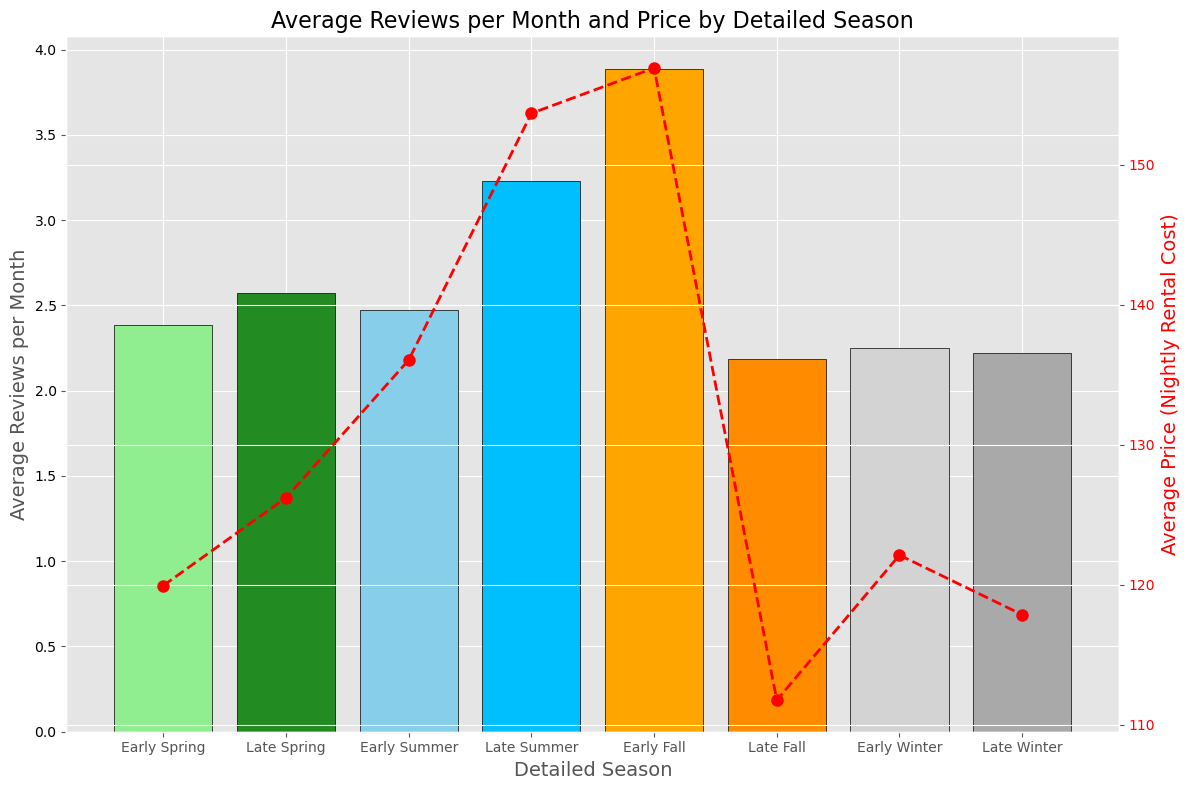 Average Reviews per Month and Price by Detailed Season
Average Reviews per Month
4.0
3.5
3.0
2.5
2.0
1.5
1.0
0.5
0.0
150
140
130
120
110
Average Price (Nightly Rental Cost)
Early Spring
Late Spring
Early Summer
Late Summer
Early Fall
Late Fall
Early Winter
Late Winter
Detailed Season